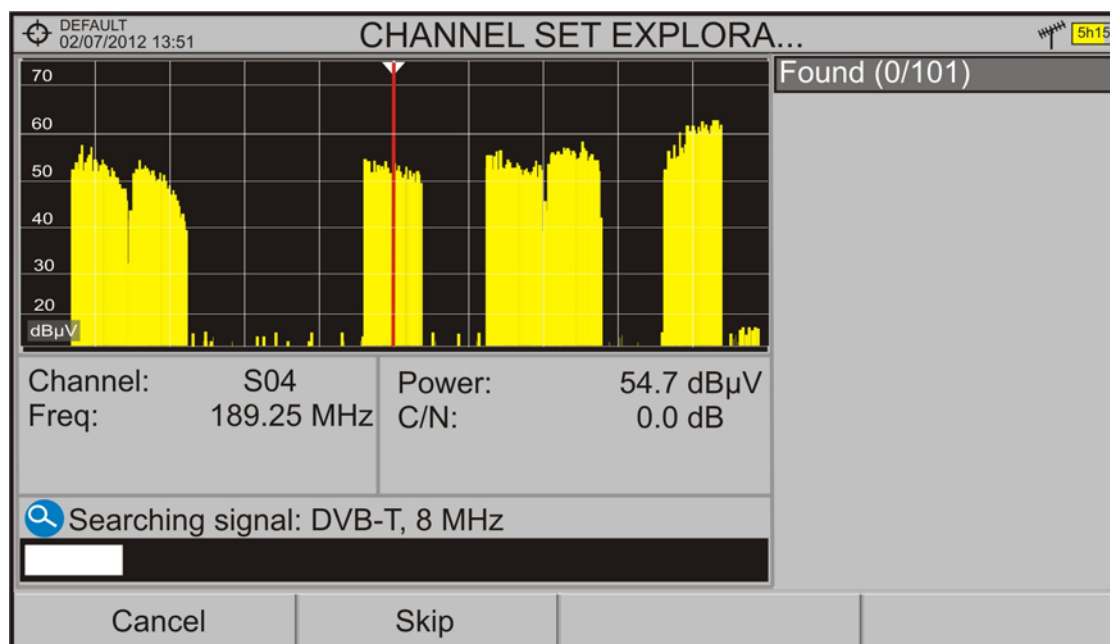 DEFAULT
02/07/2012 13:51
CHANNEL SET EXPLORA...
5h15
70
60
50
40
30
20
dBµV
Found (0/101)
Channel: S04
Freq: 189.25 MHz
Power: 54.7 dBµV
C/N: 0.0 dB
Searching signal: DVB-T, 8 MHz
Cancel Skip